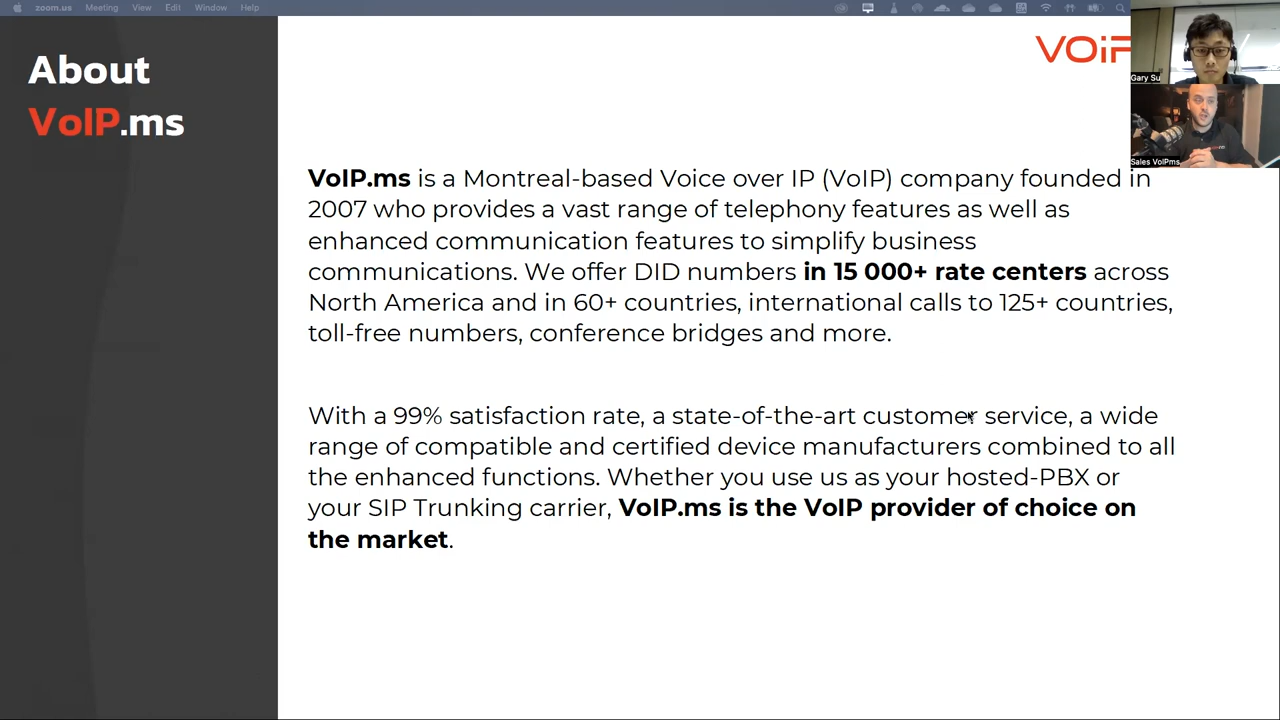 zoom.us Meeting View Edit Window Help
About
VoIP.ms
VOiP
Gary Su
Sales VoIPms
VoIP.ms is a Montreal-based Voice over IP (VoIP) company founded in
2007 who provides a vast range of telephony features as well as
enhanced communication features to simplify business
communications. We offer DID numbers in 15 000+ rate centers across
North America and in 60+ countries, international calls to 125+ countries,
toll-free numbers, conference bridges and more.
With a 99% satisfaction rate, a state-of-the-art customer service, a wide
range of compatible and certified device manufacturers combined to all
the enhanced functions. Whether you use us as your hosted-PBX or
your SIP Trunking carrier, VoIP.ms is the VoIP provider of choice on
the market.